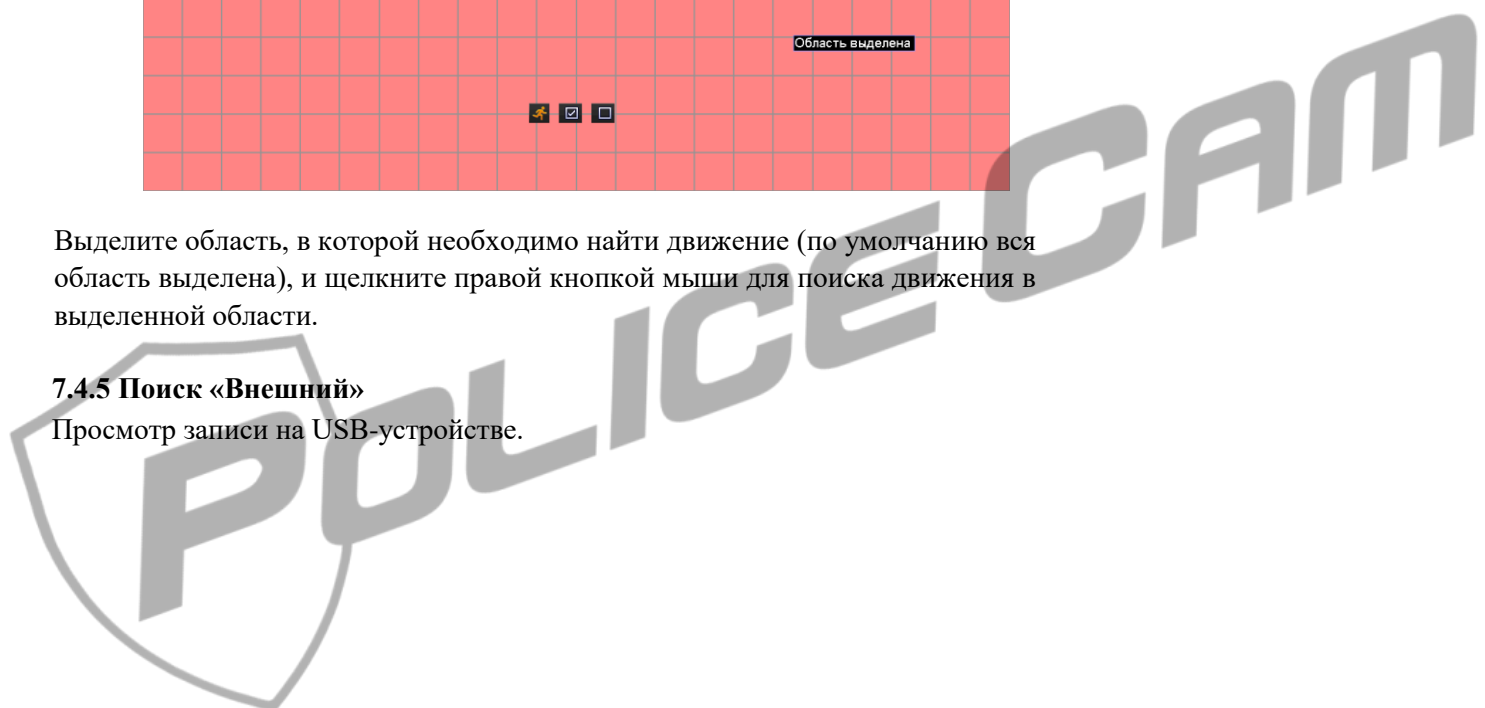 Область выделена
Выделите область, в которой необходимо найти движение (по умолчанию вся
область выделена), и щелкните правой кнопкой мыши для поиска движения в
выделенной области.
7.4.5 Поиск «Внешний»
Просмотр записи на USB-устройстве.
POLICECAM